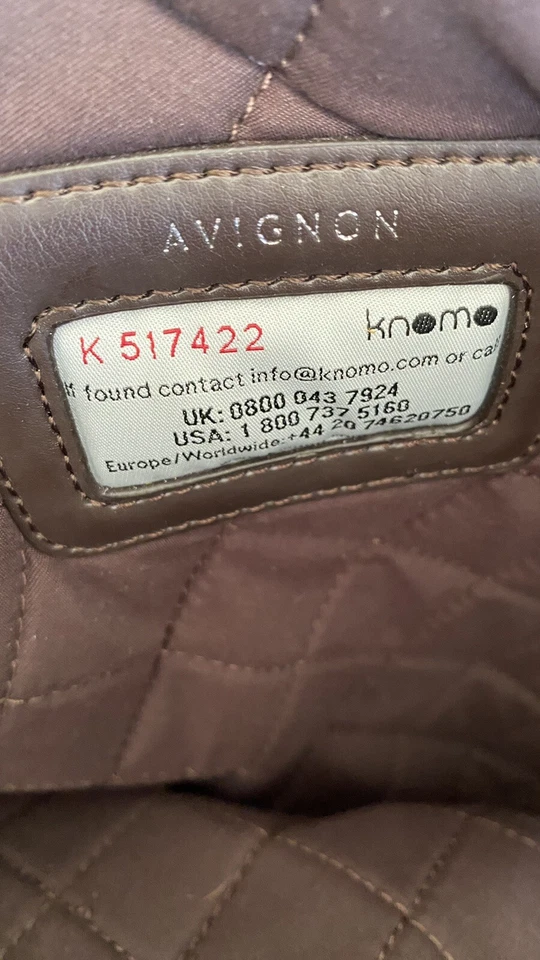 AVIGNON
K 517422 knomo
If found contact info@knomo.com or
UK: 0800 043 7924
USA: 1 800 737 5160
Europe/Worldwide: +44 20 74620750